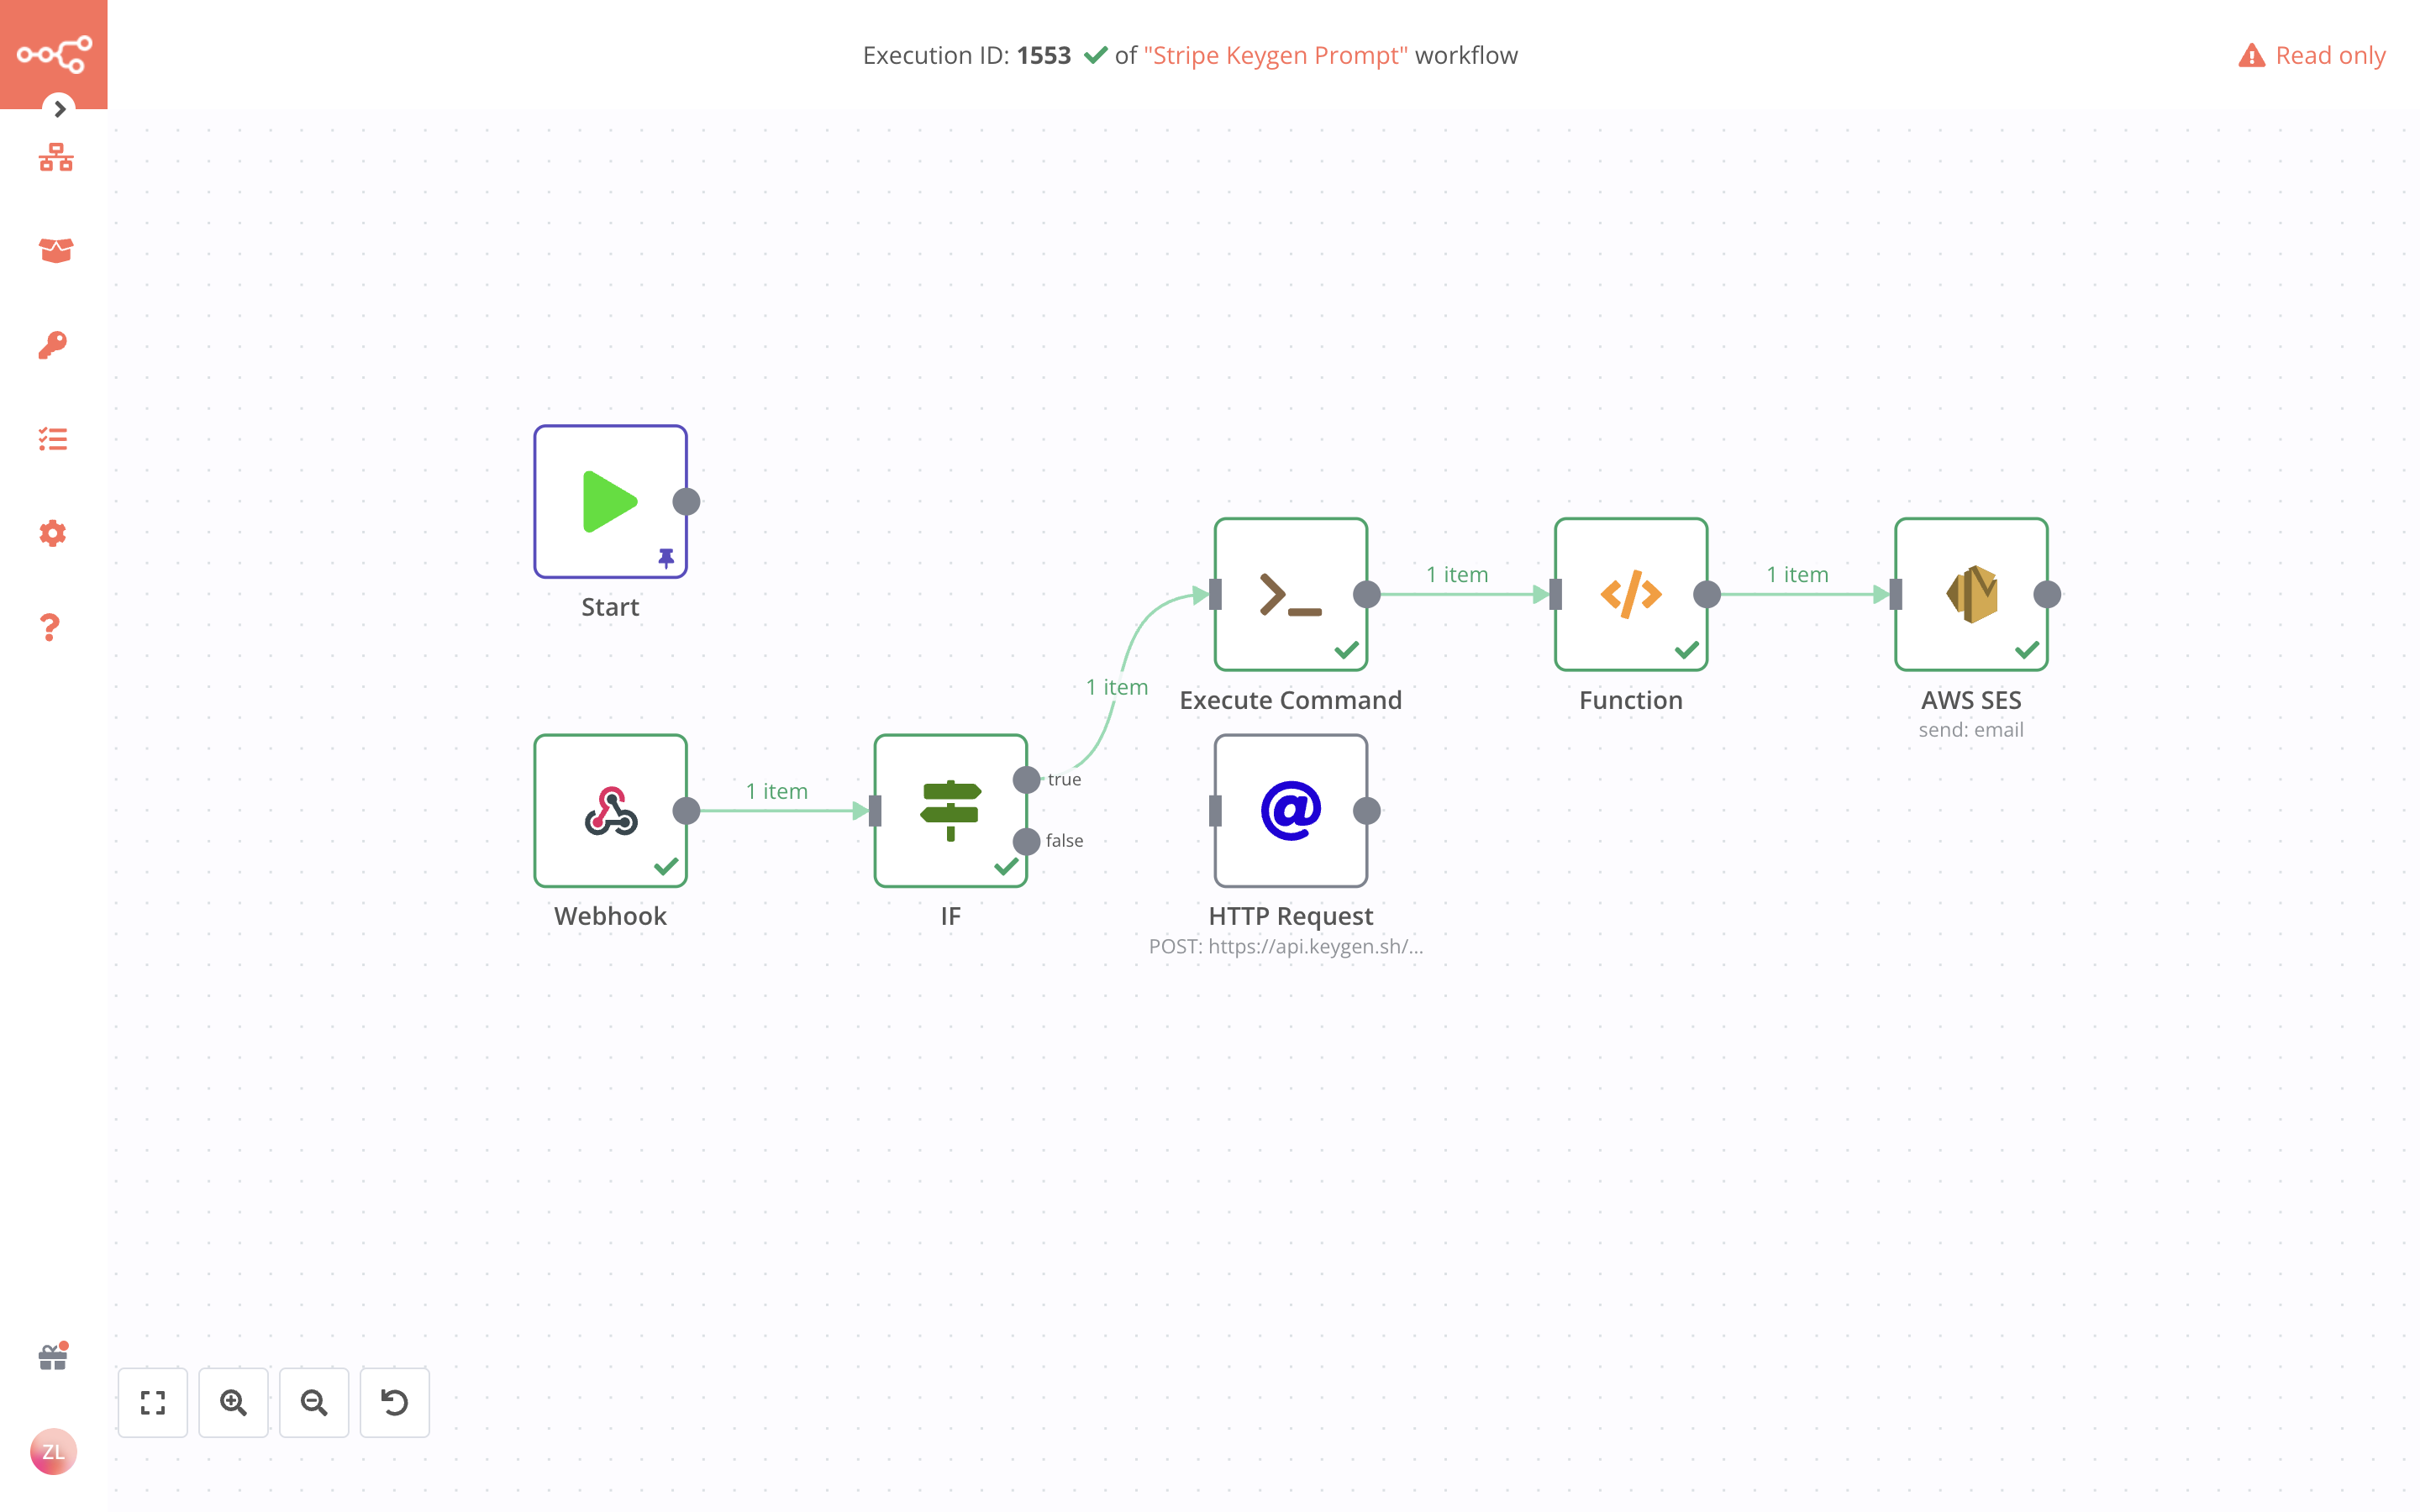 Execution ID: 1553 of "Stripe Keygen Prompt" workflow
Read only
Start
1 item
1 item
1 item
Execute Command
Function
AWS SES
send: email
1 item
true
false
Webhook
IF
HTTP Request
POST: https://api.keygen.sh/...
ZL